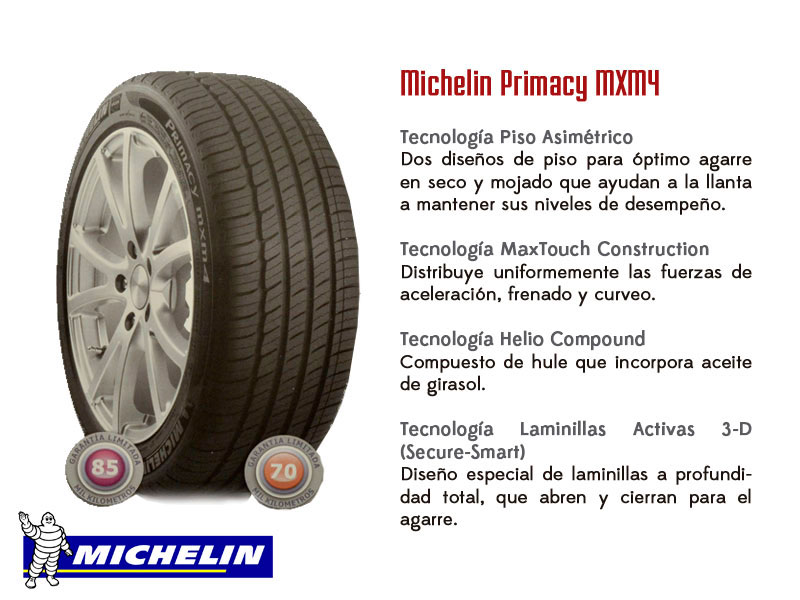 Michelin Primacy MXM4
Tecnología Piso Asimétrico
Dos diseños de piso para óptimo agarre
en seco y mojado que ayudan a la llanta
a mantener sus niveles de desempeño.
Tecnología MaxTouch Construction
Distribuye uniformemente las fuerzas de
aceleración, frenado y curveo.
Tecnología Helio Compound
Compuesto de hule que incorpora aceite
de girasol.
Tecnología Laminillas Activas 3-D
(Secure-Smart)
Diseño especial de laminillas a profundi-
dad total, que abren y cierran para el
agarre.
PRIMACY MXM4
MICHELIN
GARANTÍA LIMITADA
85
MIL KILOMETROS
GARANTÍA LIMITADA
70
MIL KILOMETROS
MICHELIN